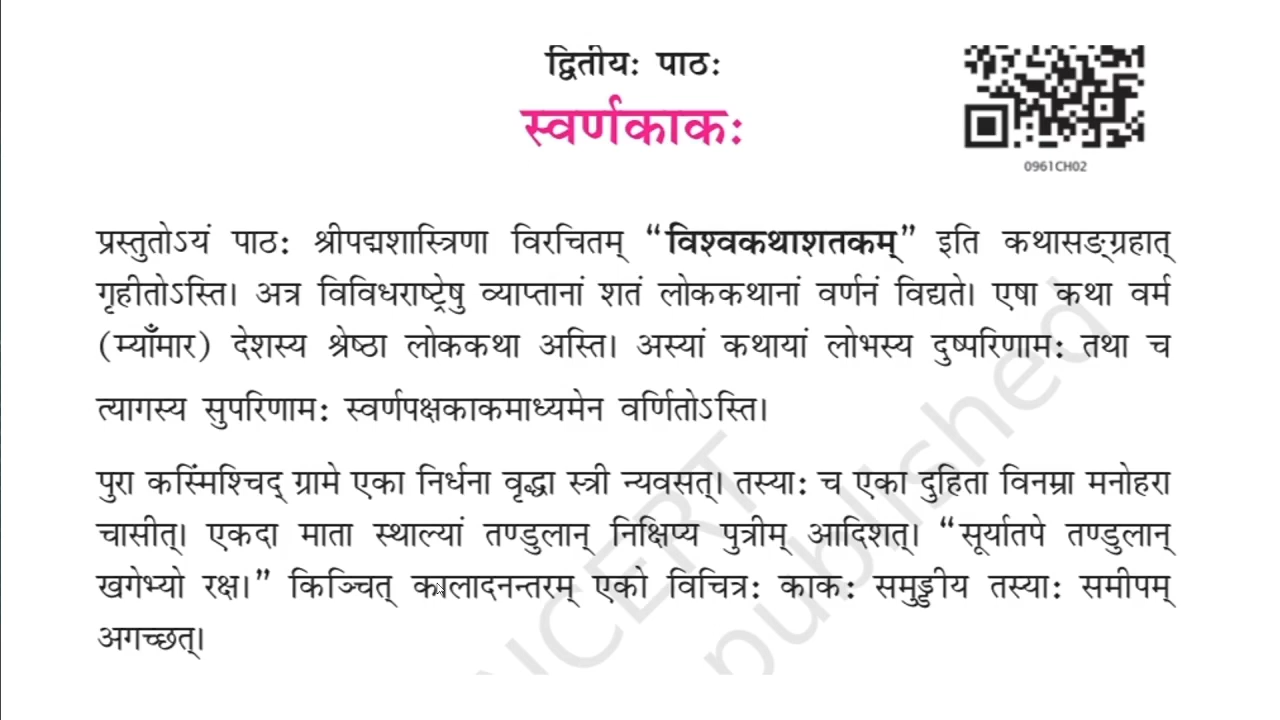 द्वितीयः पाठः
स्वर्णकाकः
0961CH02
प्रस्तुतोऽयं पाठः श्रीपद्मशास्त्रिणा विरचितम् “विश्वकथाशतकम्” इति कथासङ्ग्रहात्
गृहीतोऽस्ति। अत्र विविधराष्ट्रेषु व्याप्तानां शतं लोककथानां वर्णनं विद्यते। एषा कथा वर्म
(म्याँमार) देशस्य श्रेष्ठा लोककथा अस्ति। अस्यां कथायां लोभस्य दुष्परिणामः तथा च
त्यागस्य सुपरिणामः स्वर्णपक्षकाकमाध्यमेन वर्णितोऽस्ति।
पुरा कस्मिंश्चिद् ग्रामे एका निर्धना वृद्धा स्त्री न्यवसत्। तस्याः च एका दुहिता विनम्रा मनोहरा
चासीत्। एकदा माता स्थाल्यां तण्डुलान् निक्षिप्य पुत्रीम् आदिशत्। “सूर्यातपे तण्डुलान्
खगेभ्यो रक्ष।” किञ्चित् कालादनन्तरम् एको विचित्रः काकः समुड्डीय तस्याः समीपम्
अगच्छत्।
NCERT
published